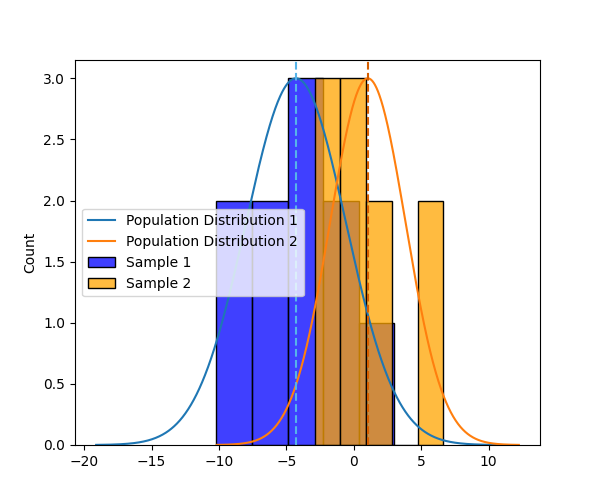 3.0
2.5
2.0
1.5
1.0
0.5
0.0
Count
Population Distribution 1
Population Distribution 2
Sample 1
Sample 2
−20 −15 −10 −5 0 5 10